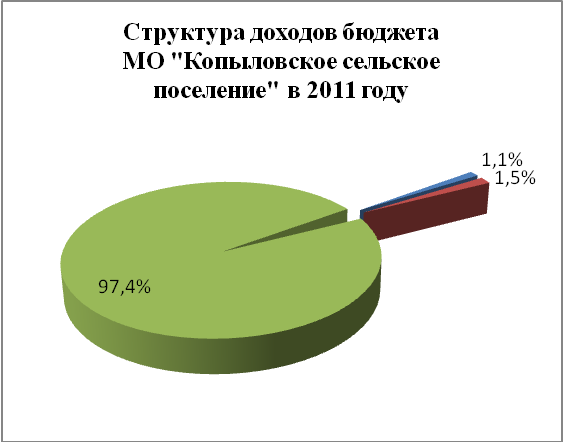 Структура доходов бюджета
МО "Копыловское сельское
поселение" в 2011 году
1,1%
1,5%
97,4%